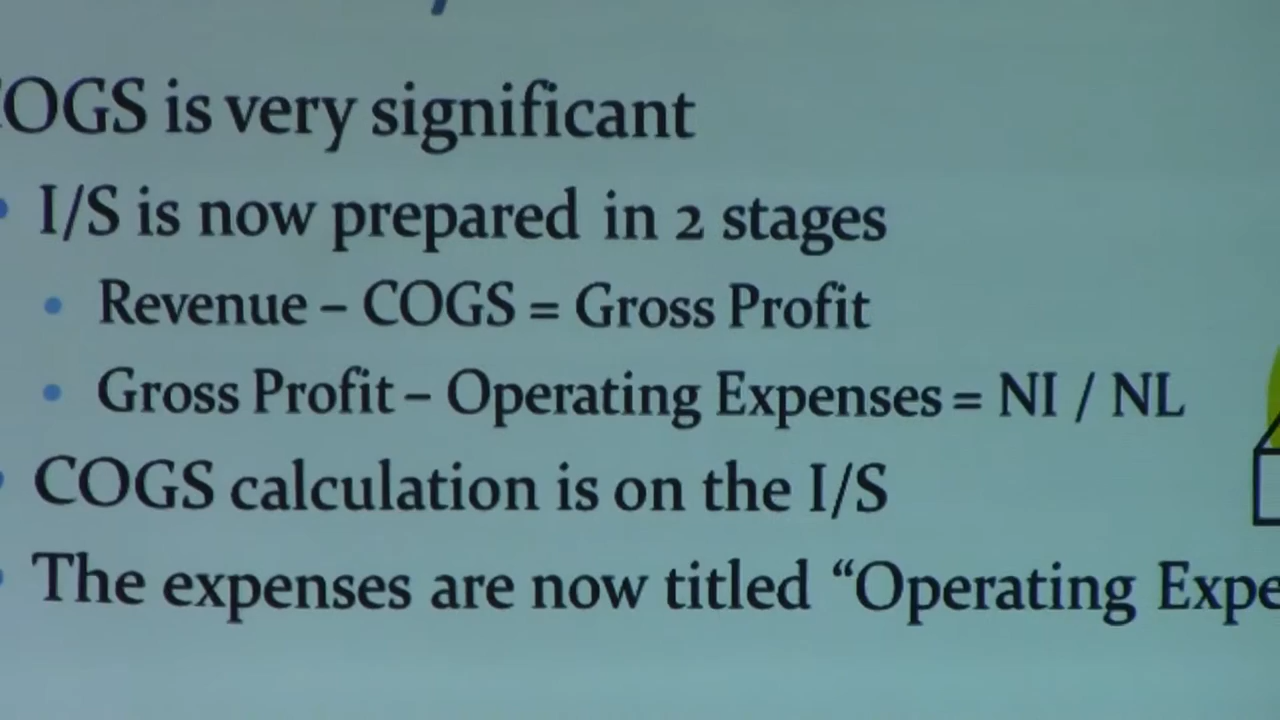 COGS is very significant
• I/S is now prepared in 2 stages
• Revenue – COGS = Gross Profit
• Gross Profit – Operating Expenses = NI / NL
• COGS calculation is on the I/S
• The expenses are now titled “Operating Expe